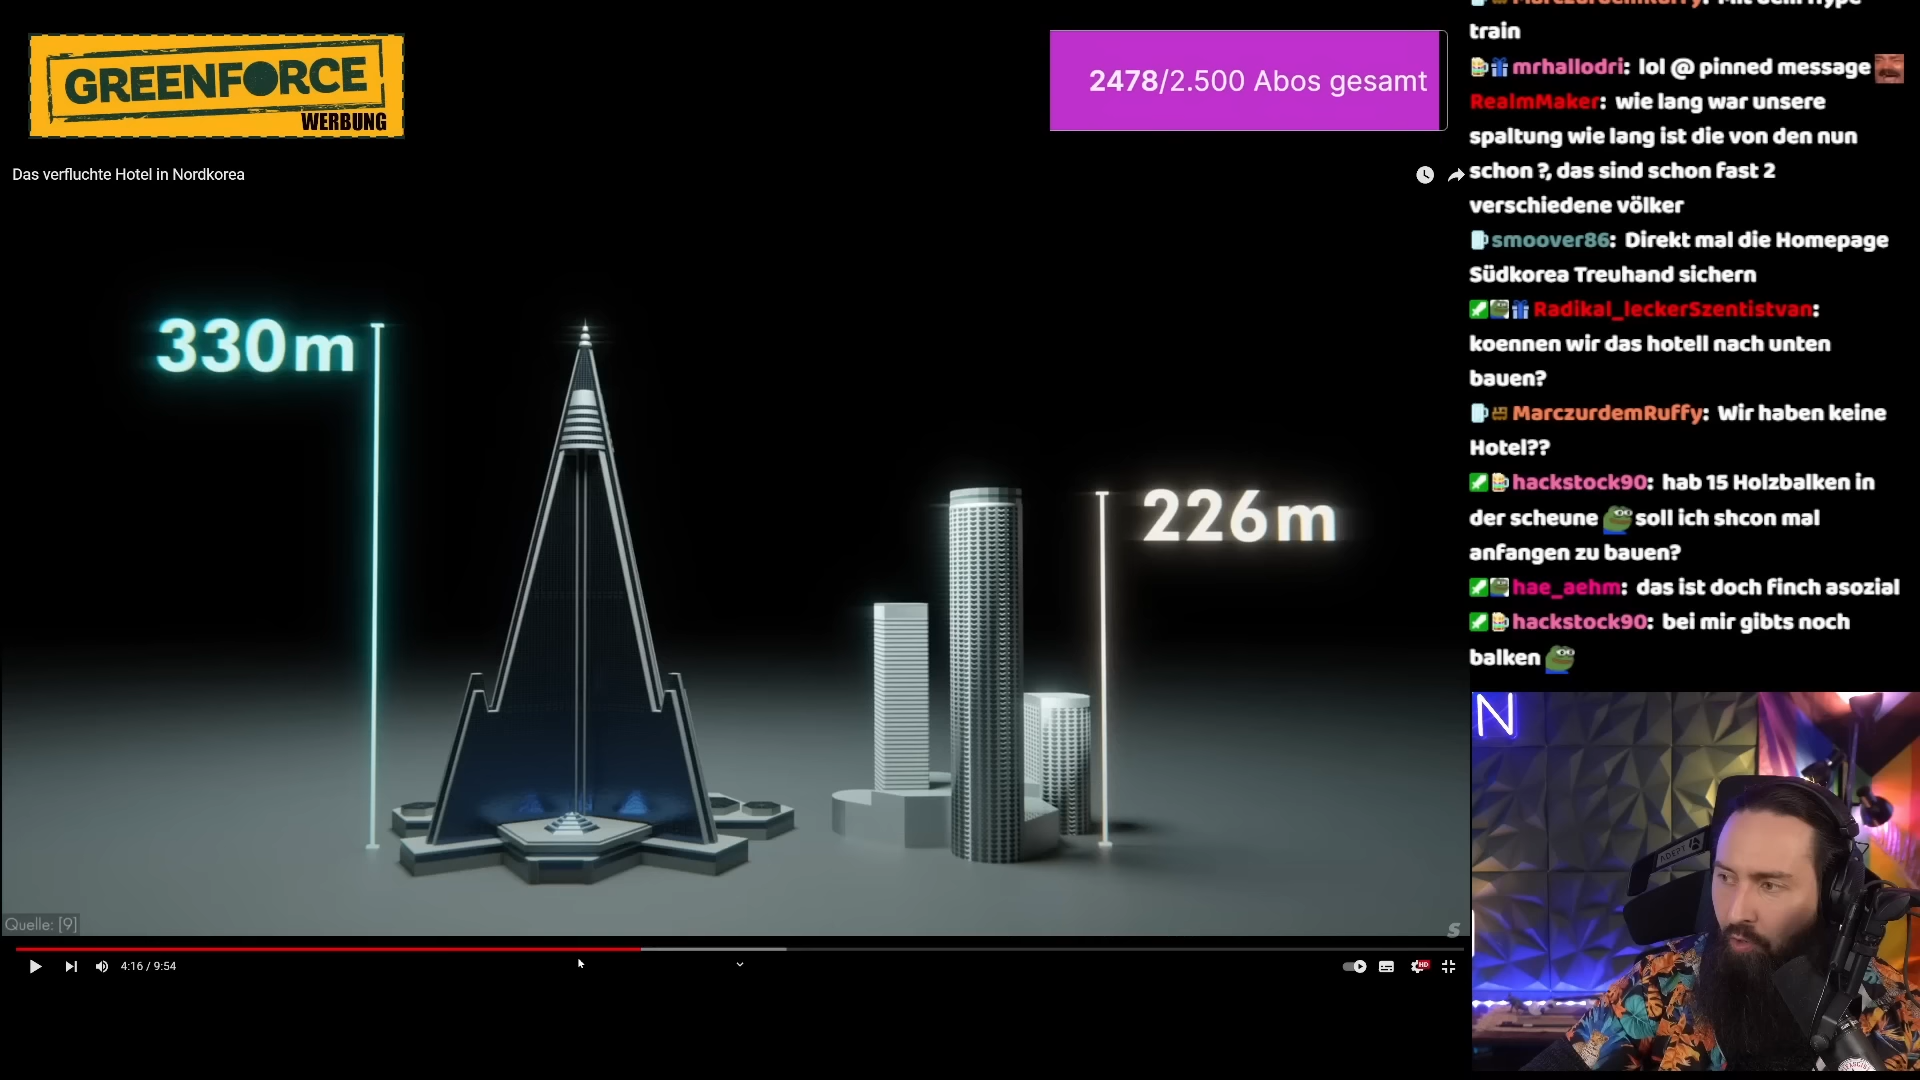 GREENFORCE
WERBUNG
2478/2.500 Abos gesamt
Das verfluchte Hotel in Nordkorea
330m
226m
Quelle: [9]
S
4:16 / 9:54
HD
train
mrhallodri: lol @ pinned message
RealmMaker: wie lang war unsere
spaltung wie lang ist die von den nun
schon ?, das sind schon fast 2
verschiedene völker
smoover86: Direkt mal die Homepage
Südkorea Treuhand sichern
Radikal_leckerSzentistvan:
koennen wir das hotell nach unten
bauen?
MarczurdemRuffy: Wir haben keine
Hotel??
hackstock90: hab 15 Holzbalken in
der scheune soll ich shcon mal
anfangen zu bauen?
hae_aehm: das ist doch finch asozial
hackstock90: bei mir gibts noch
balken
N